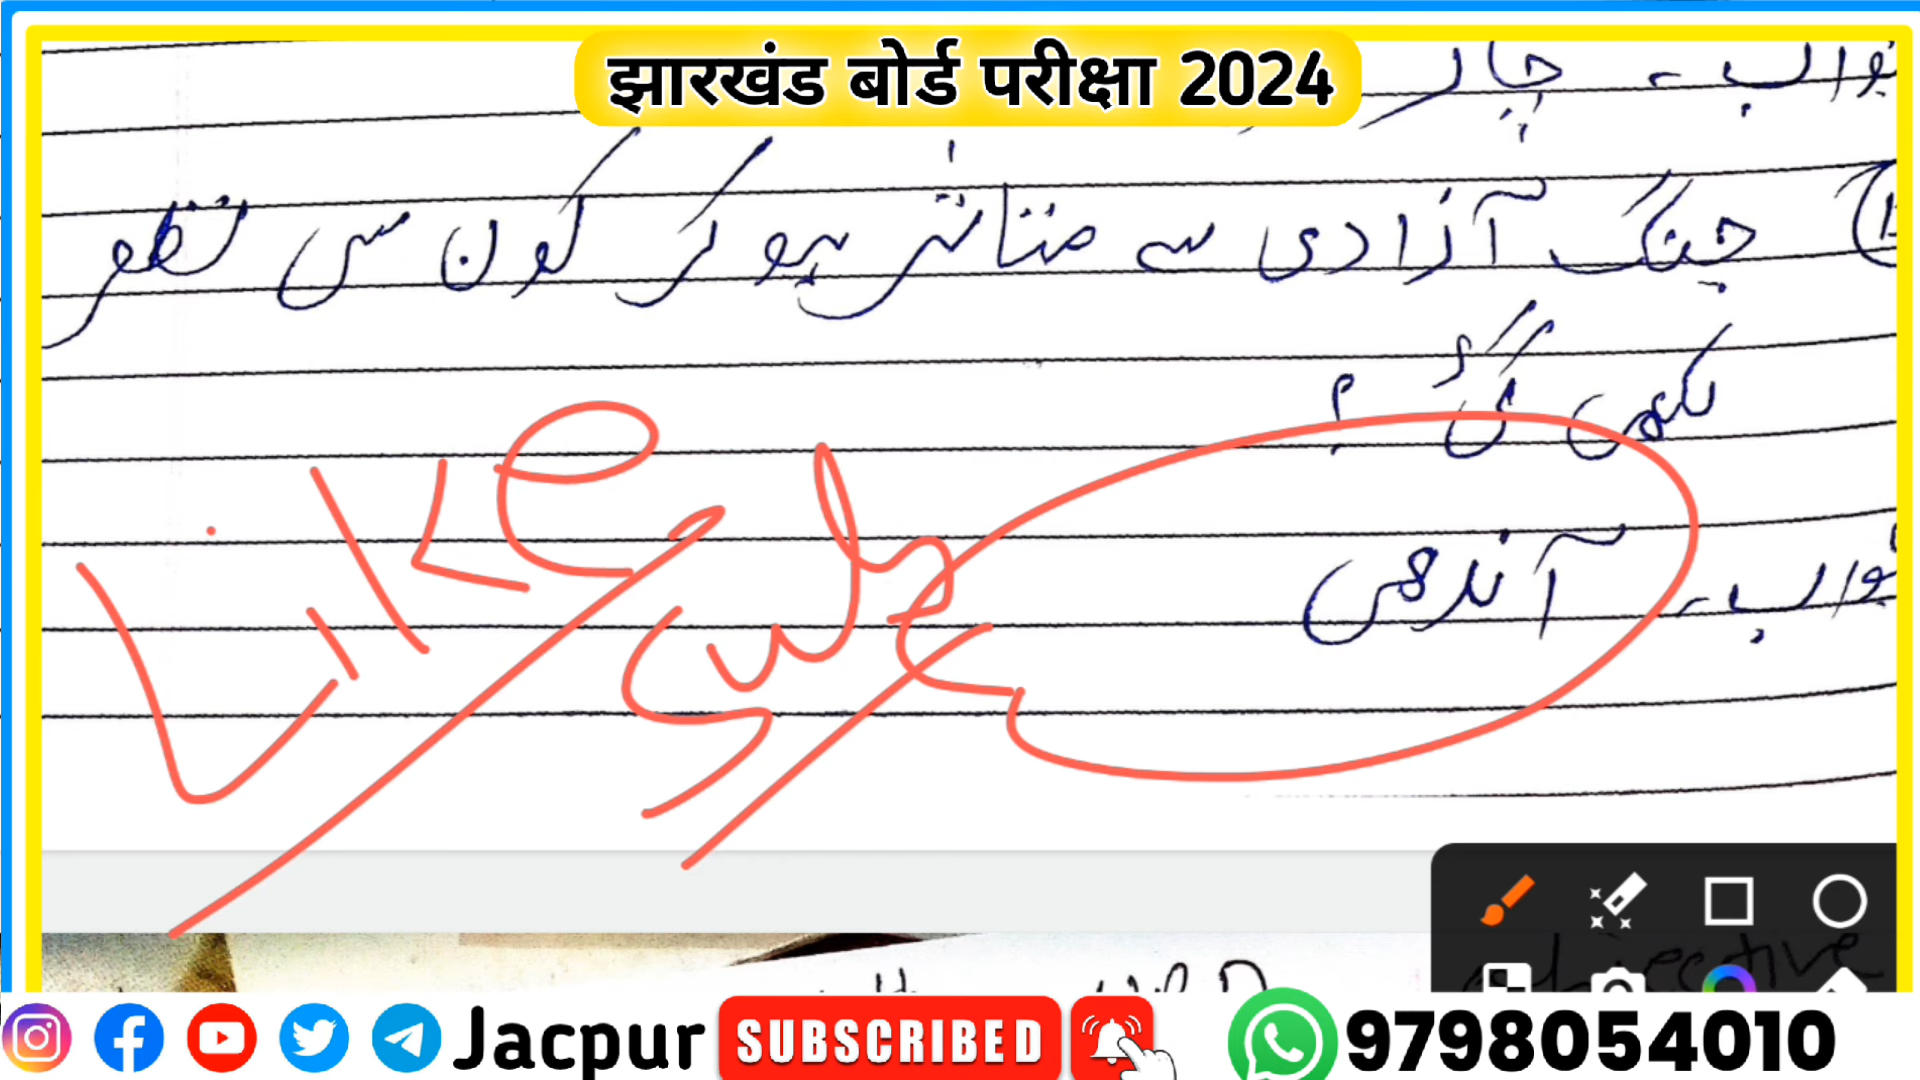 झारखंड बोर्ड परीक्षा 2024
جواب۔ چار
جنگ آزادی سے متاثر ہو کر کون سی نظم
لکھی گئی ؟
جواب۔ آندھی
Like
Sub
Jacpur SUBSCRIBED 9798054010